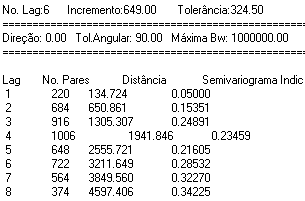 No. Lag:6 Incremento:649.00 Tolerância:324.50
==================================================
Direção: 0.00 Tol.Angular: 90.00 Máxima Bw: 1000000.00
==================================================
Lag No. Pares Distância Semivariograma Indic
1 220 134.724 0.05000
2 684 650.861 0.15351
3 916 1305.307 0.24891
4 1006 1941.846 0.23459
5 648 2555.721 0.21605
6 722 3211.649 0.28532
7 564 3849.560 0.32270
8 374 4597.406 0.34225